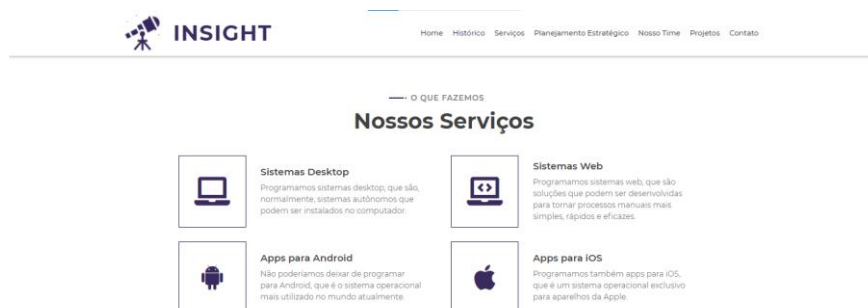 INSIGHT
Home Histórico Serviços Planejamento Estratégico Nosso Time Projetos Contato
O QUE FAZEMOS
Nossos Serviços
Sistemas Desktop
Programamos sistemas desktop, que são,
normalmente, sistemas autônomos que
podem ser instalados no computador.
Sistemas Web
Programamos sistemas web, que são
soluções que podem ser desenvolvidas
para tornar processos manuais mais
simples, rápidos e eficazes.
Apps para Android
Não poderíamos deixar de programar
para Android, que é o sistema operacional
mais utilizado no mundo atualmente.
Apps para iOS
Programamos também apps para iOS,
que é um sistema operacional exclusivo
para aparelhos da Apple.